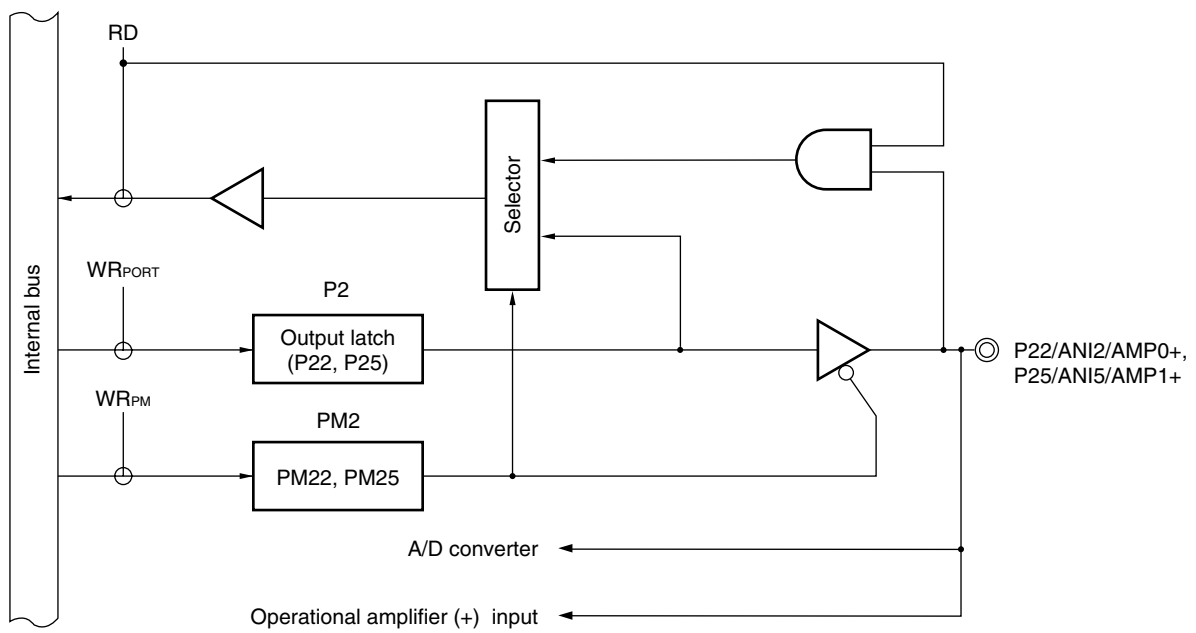 RD
Selector
Internal bus
WRPORT
P2
Output latch
(P22, P25)
P22/ANI2/AMP0+,
P25/ANI5/AMP1+
WRPM
PM2
PM22, PM25
A/D converter
Operational amplifier (+) input